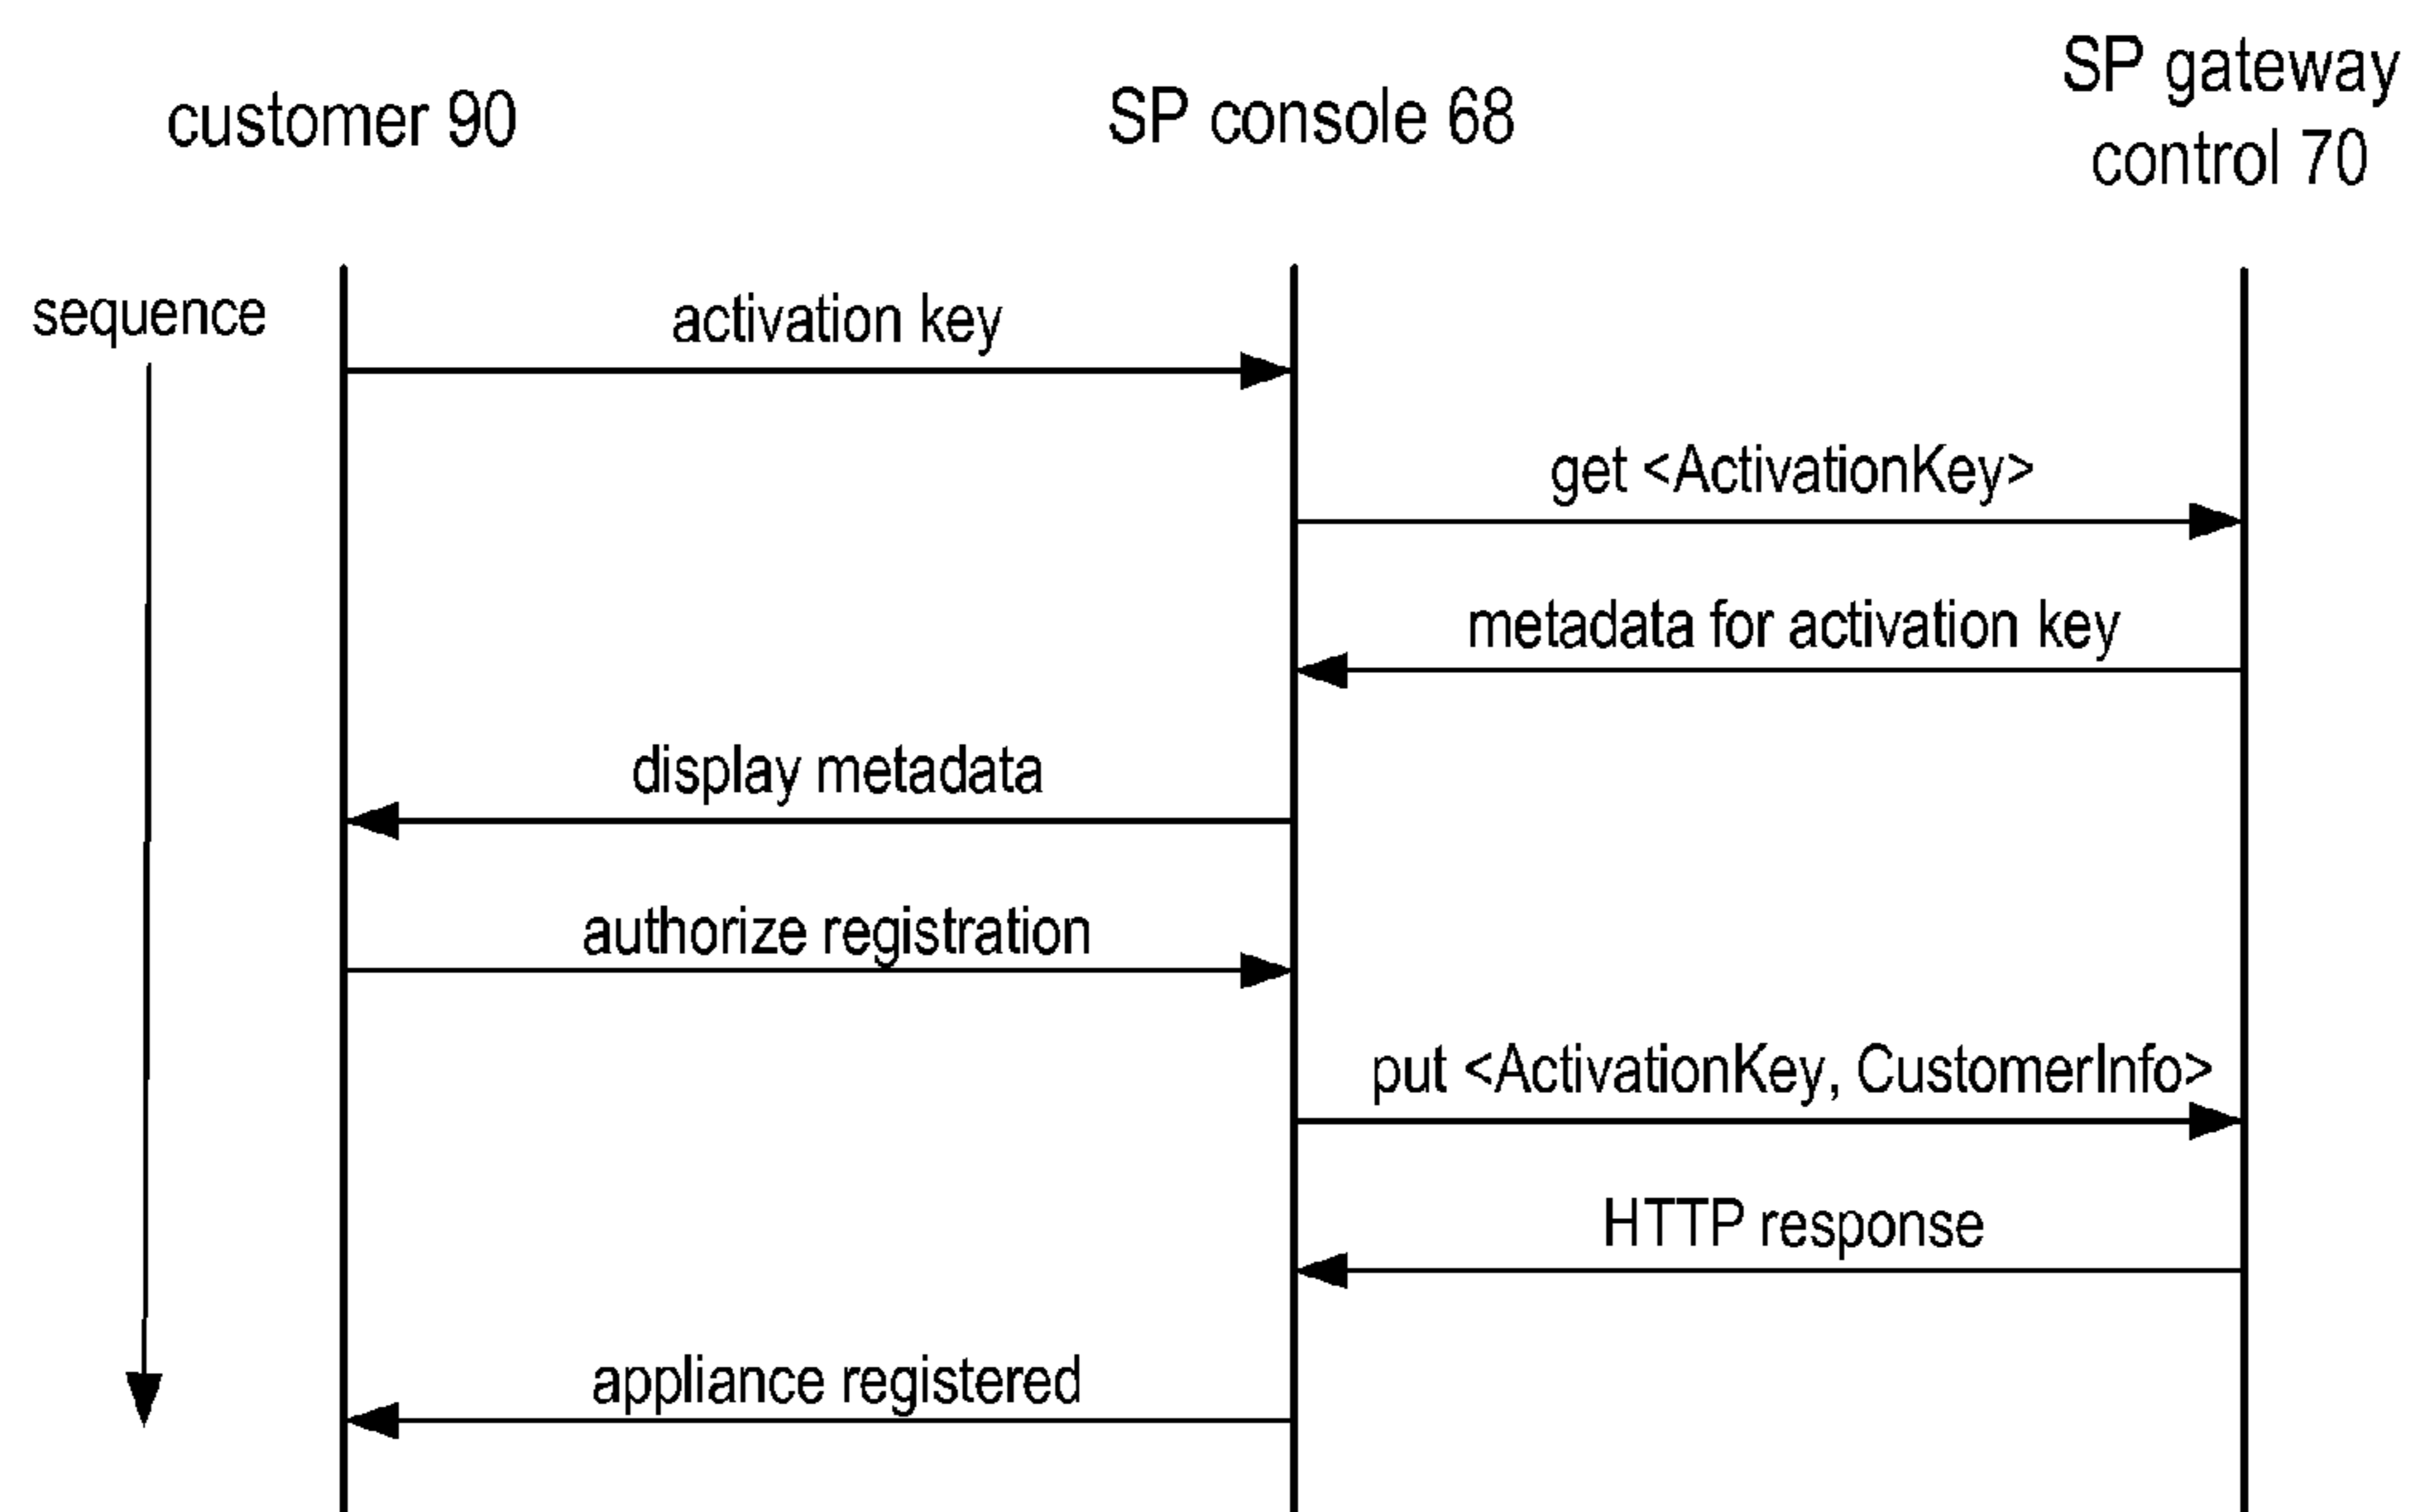 customer 90
SP console 68
SP gateway
control 70
sequence
activation key
get <ActivationKey>
metadata for activation key
display metadata
authorize registration
put <ActivationKey, CustomerInfo>
HTTP response
appliance registered